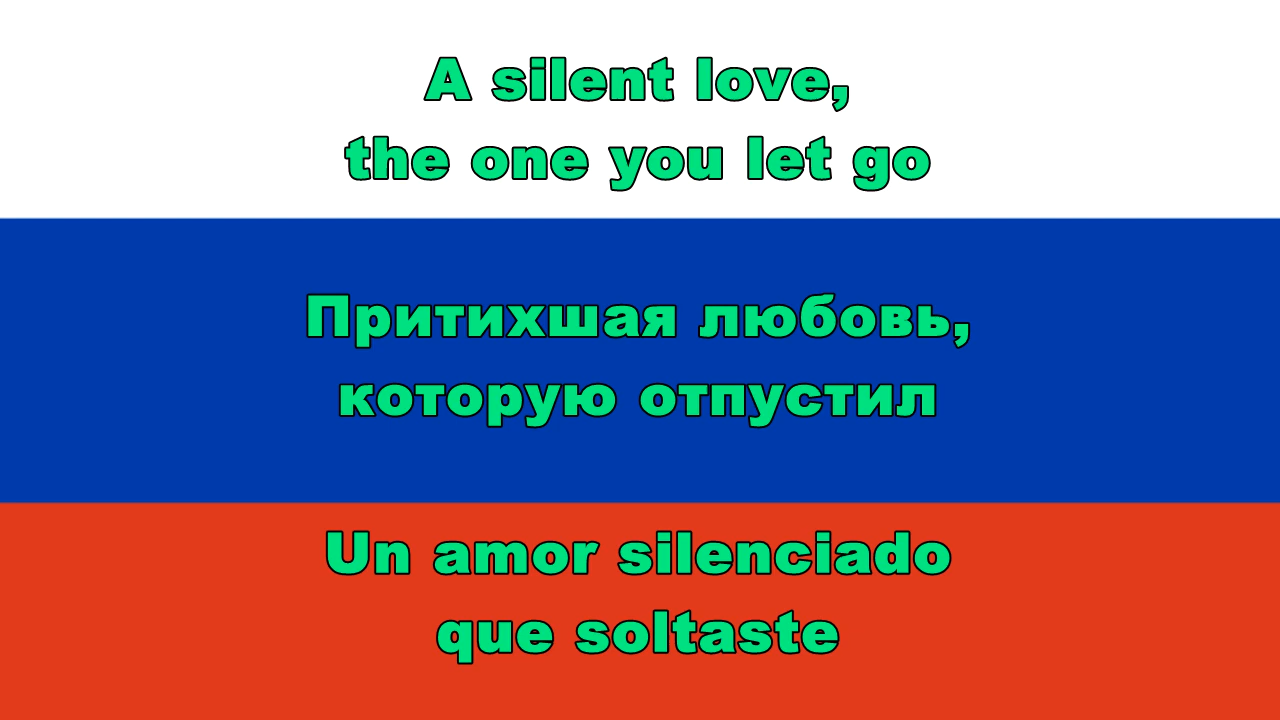 A silent love,
the one you let go
Притихшая любовь,
которую отпустил
Un amor silenciado
que soltaste